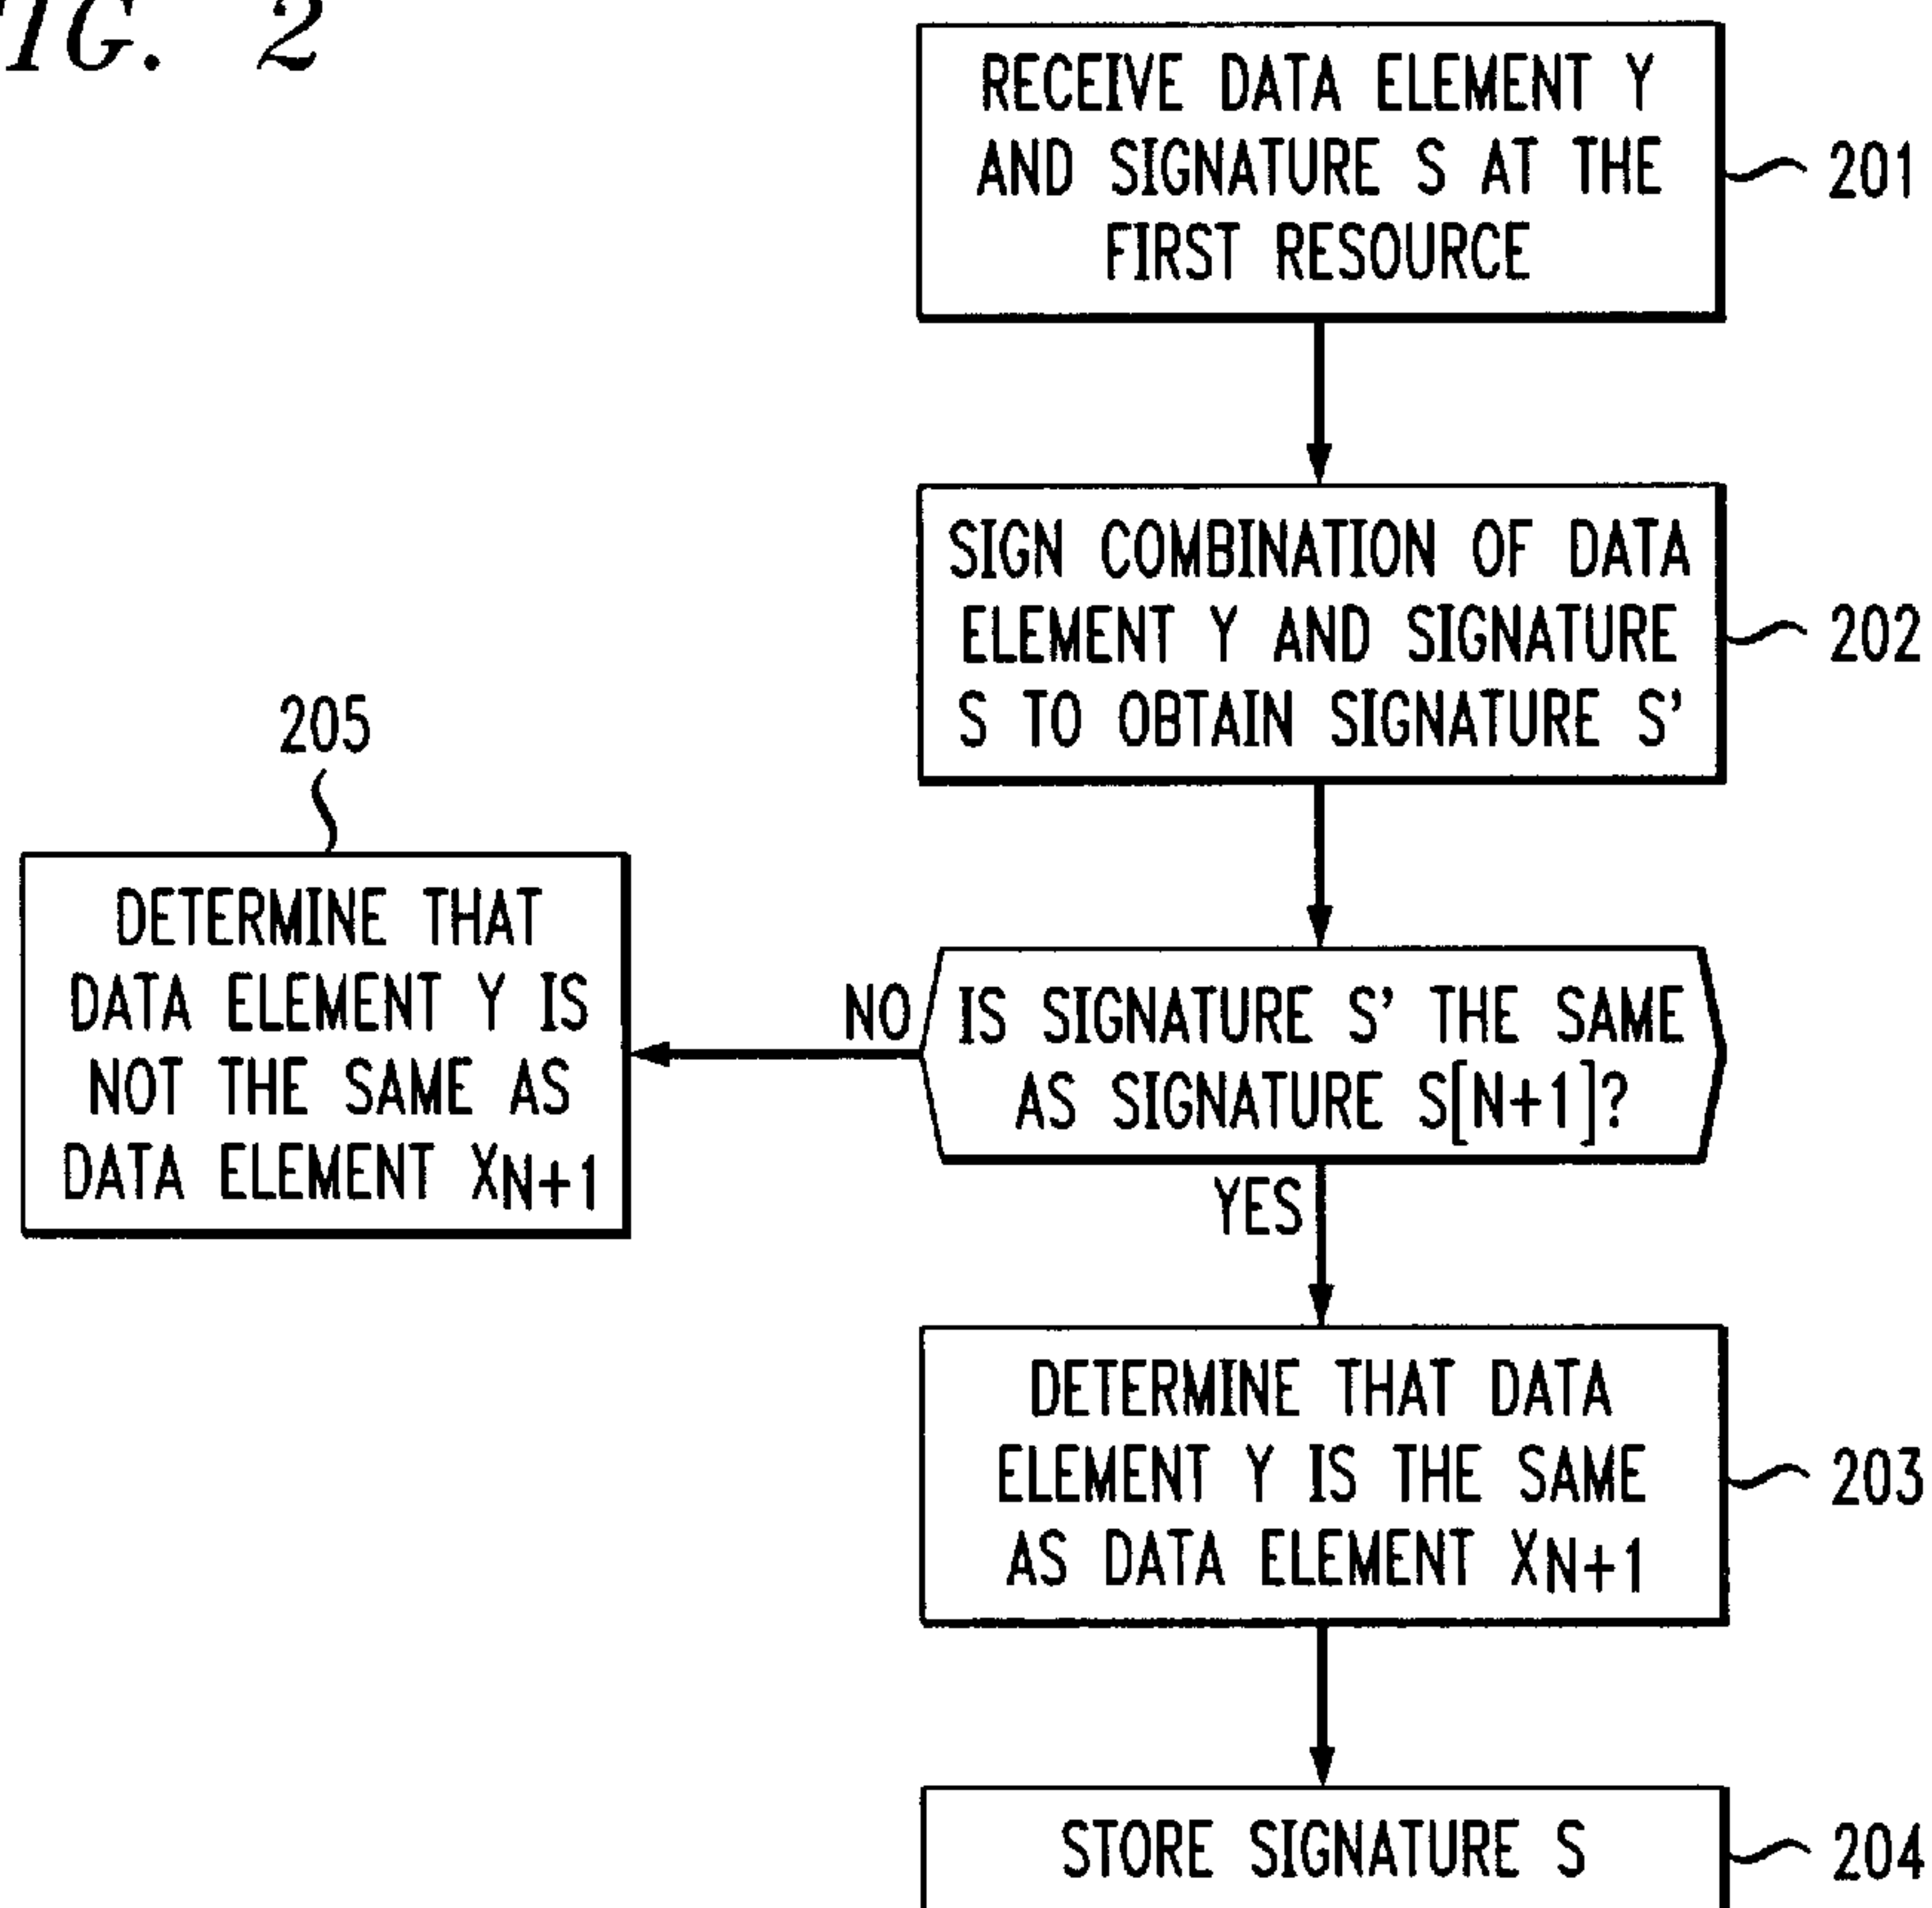 IG. 2
RECEIVE DATA ELEMENT Y
AND SIGNATURE S AT THE
FIRST RESOURCE
201
SIGN COMBINATION OF DATA
ELEMENT Y AND SIGNATURE
S TO OBTAIN SIGNATURE S'
202
205
DETERMINE THAT
DATA ELEMENT Y IS
NOT THE SAME AS
DATA ELEMENT XN+1
NO
IS SIGNATURE S' THE SAME
AS SIGNATURE S[N+1]?
YES
DETERMINE THAT DATA
ELEMENT Y IS THE SAME
AS DATA ELEMENT XN+1
203
STORE SIGNATURE S
204